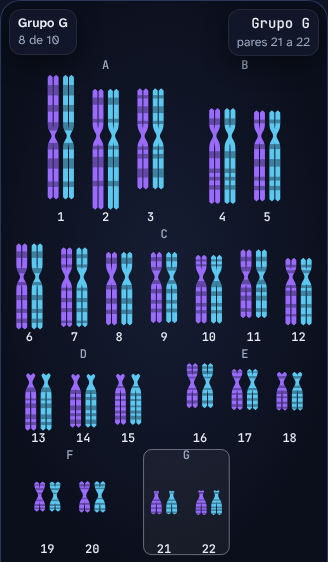 Grupo G
8 de 10
Grupo G
pares 21 a 22
A
B
1 2 3 4 5
C
6 7 8 9 10 11 12
D
E
13 14 15 16 17 18
F
G
19 20 21 22